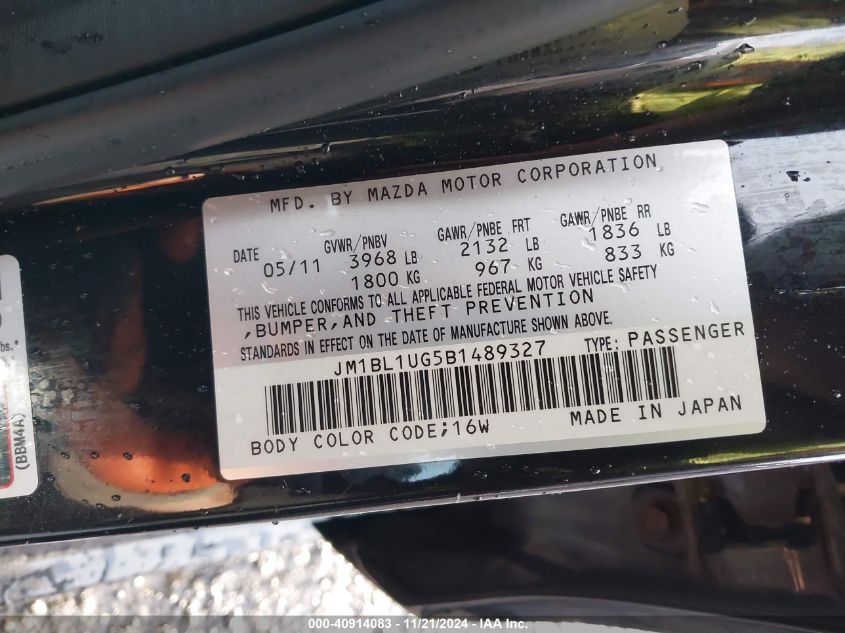 MFD. BY MAZDA MOTOR CORPORATION
DATE GVWR/PNBV GAWR/PNBE FRT GAWR/PNBE RR
05/11 3968 LB 2132 LB 1836 LB
1800 KG 967 KG 833 KG
THIS VEHICLE CONFORMS TO ALL APPLICABLE FEDERAL MOTOR VEHICLE SAFETY
,BUMPER,AND THEFT PREVENTION
STANDARDS IN EFFECT ON THE DATE OF MANUFACTURE SHOWN ABOVE.
JM1BL1UG5B1489327 TYPE: PASSENGER
BODY COLOR CODE;16W MADE IN JAPAN
lbs.*
(BBM4A)
000-40914083 - 11/21/2024 - IAA Inc.